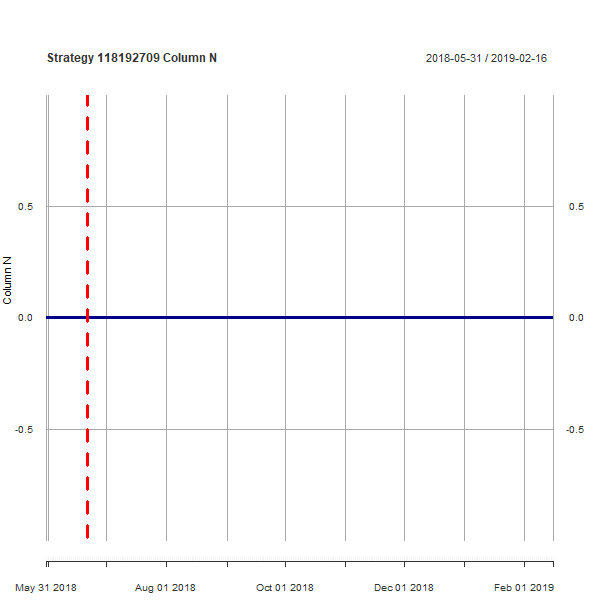 Strategy 118192709 Column N
2018-05-31 / 2019-02-16
0.5
0.5
Column N
0.0
0.0
-0.5
-0.5
May 31 2018
Aug 01 2018
Oct 01 2018
Dec 01 2018
Feb 01 2019